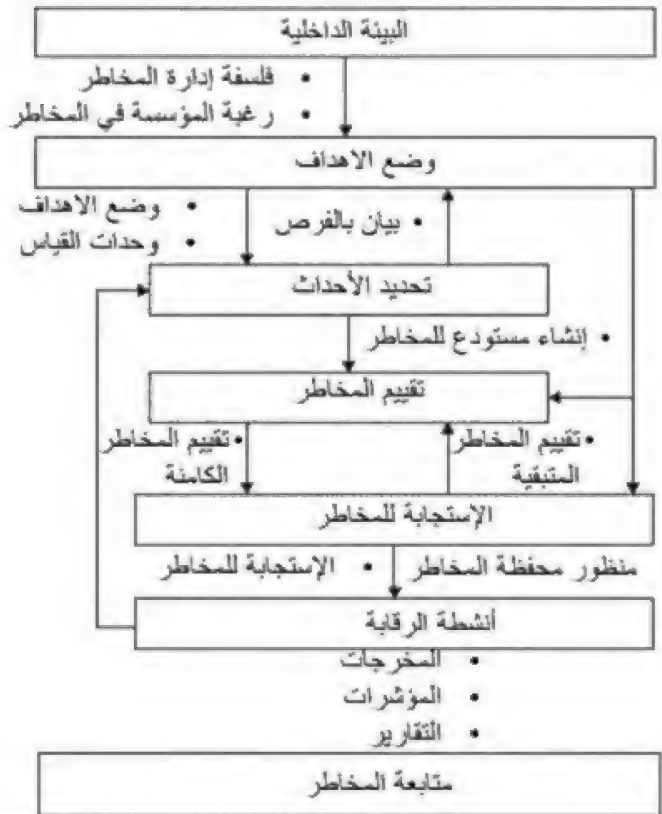 البيئة الداخلية
• فلسفة إدارة المخاطر
• رغبة المؤسسة في المخاطر
وضع الاهداف
• وضع الاهداف
• وحدات القياس
• بيان بالفرص
تحديد الأحداث
• إنشاء مستودع للمخاطر
تقييم المخاطر
• تقييم المخاطر
المتبقية
• تقييم المخاطر
الكامنة
الإستجابة للمخاطر
منظور محفظة المخاطر
• الإستجابة للمخاطر
أنشطة الرقابة
• المخرجات
• المؤشرات
• التقارير
متابعة المخاطر